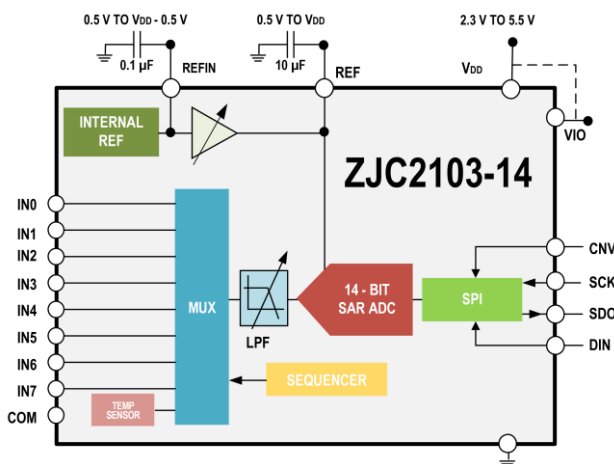 0.5 V TO VDD - 0.5 V
0.5 V TO VDD
2.3 V TO 5.5 V
0.1 µF
REFIN
10 µF
REF
VDD
INTERNAL
REF
VIO
ZJC2103-14
IN0
IN1
IN2
IN3
IN4
IN5
IN6
IN7
COM
MUX
LPF
14 - BIT
SAR ADC
SPI
CNV
SCK
SDO
DIN
SEQUENCER
TEMP
SENSOR